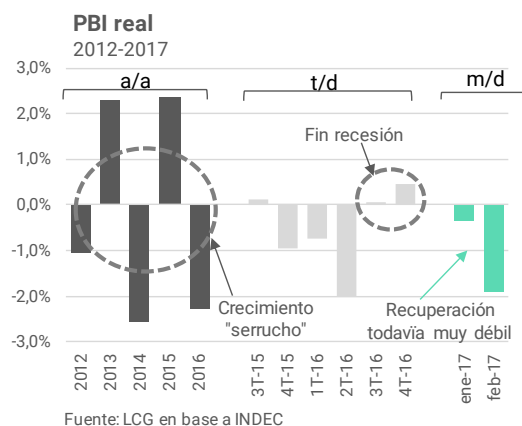 PBI real
2012-2017
a/a
t/d
m/d
3,0%
2,0%
1,0%
0,0%
-1,0%
-2,0%
-3,0%
Fin recesión
Crecimiento
"serrucho"
Recuperación
todavïa muy débil
2012
2013
2014
2015
2016
3T-15
4T-15
1T-16
2T-16
3T-16
4T-16
ene-17
feb-17
Fuente: LCG en base a INDEC